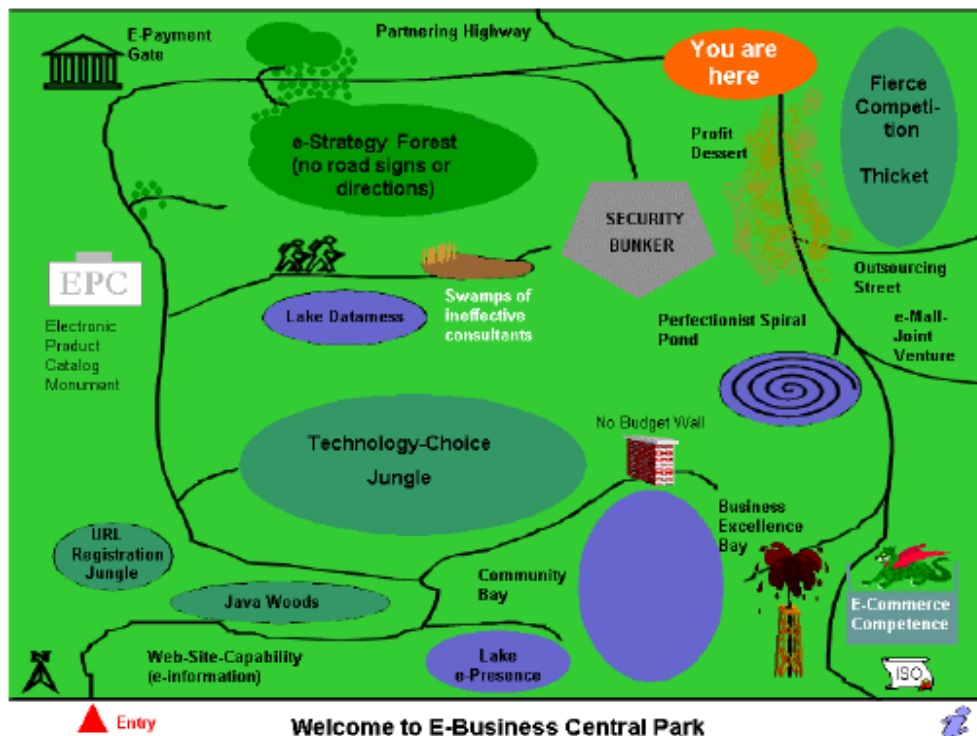 E-Payment
Gate
Partnering Highway
You are
here
Fierce
Competi-
tion
Thicket
Profit
Dessert
e-Strategy Forest
(no road signs or
directions)
SECURITY
BUNKER
EPC
Electronic
Product
Catalog
Monument
Lake Datamess
Swamps of
ineffective
consultants
Outsourcing
Street
e-Mall-
Joint
Venture
Perfectionist Spiral
Pond
No Budget Wall
Technology-Choice
Jungle
Business
Excellence
Bay
URL
Registration
Jungle
Java Woods
Community
Bay
E-Commerce
Competence
Web-Site-Capability
(e-information)
Lake
e-Presence
N
ISO
Entry
Welcome to E-Business Central Park
i